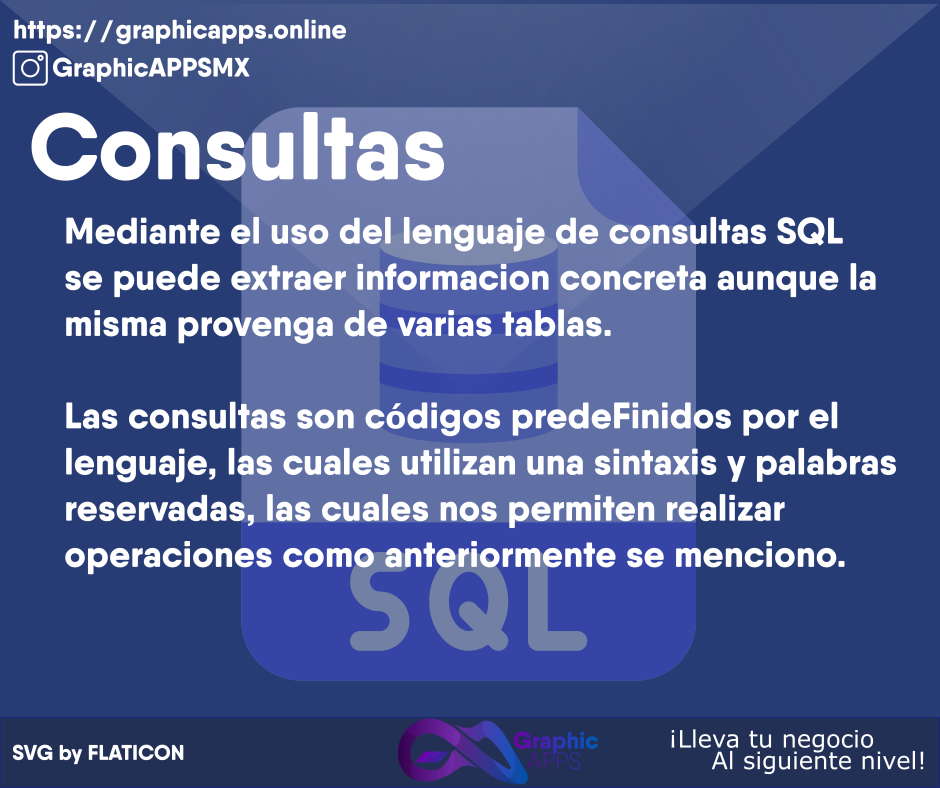 https://graphicapps.online
GraphicAPPSMX
Consultas
Mediante el uso del lenguaje de consultas SQL
se puede extraer informacion concreta aunque la
misma provenga de varias tablas.
Las consultas son códigos predeFinidos por el
lenguaje, las cuales utilizan una sintaxis y palabras
reservadas, las cuales nos permiten realizar
operaciones como anteriormente se menciono.
SQL
SVG by FLATICON
Graphic
APPS
¡Lleva tu negocio
Al siguiente nivel!